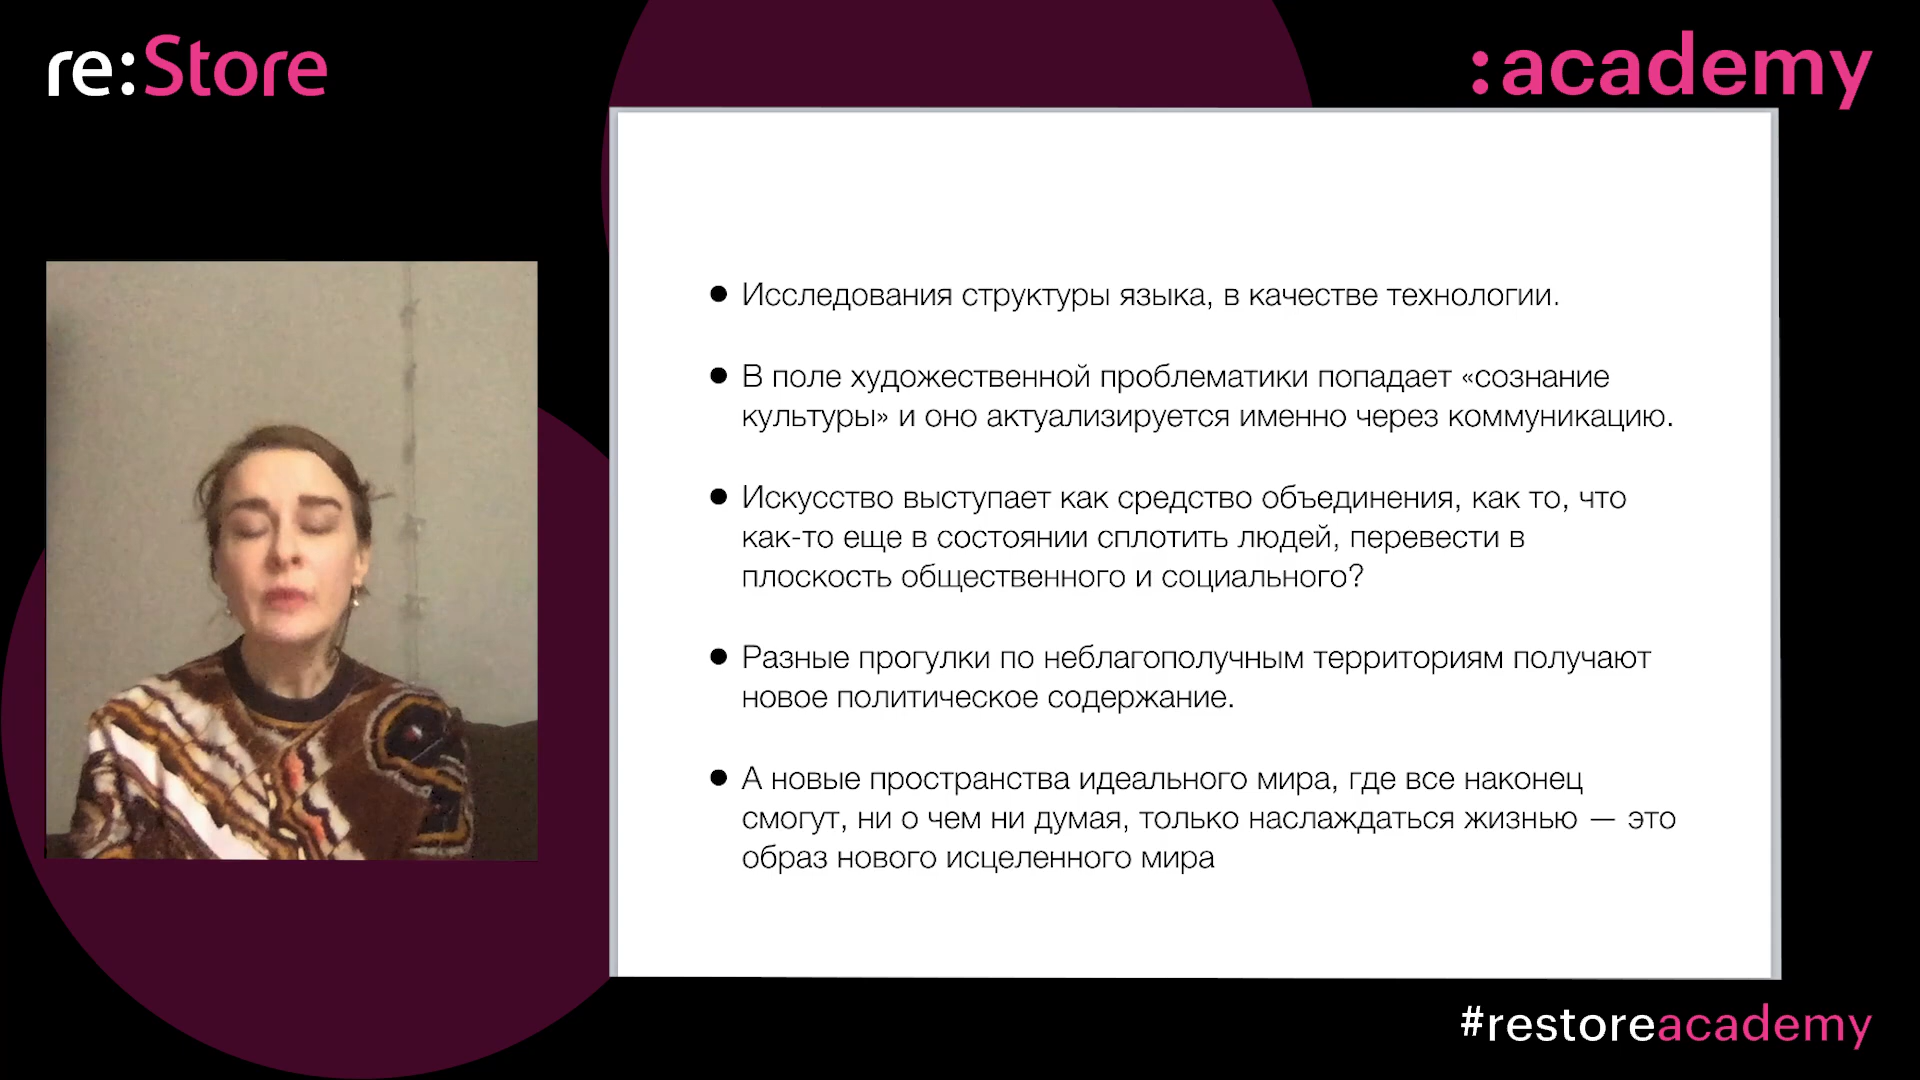 re:Store
:academy
● Исследования структуры языка, в качестве технологии.
● В поле художественной проблематики попадает «сознание
культуры» и оно актуализируется именно через коммуникацию.
● Искусство выступает как средство объединения, как то, что
как-то еще в состоянии сплотить людей, перевести в
плоскость общественного и социального?
● Разные прогулки по неблагополучным территориям получают
новое политическое содержание.
● А новые пространства идеального мира, где все наконец
смогут, ни о чем ни думая, только наслаждаться жизнью — это
образ нового исцеленного мира
#restoreacademy